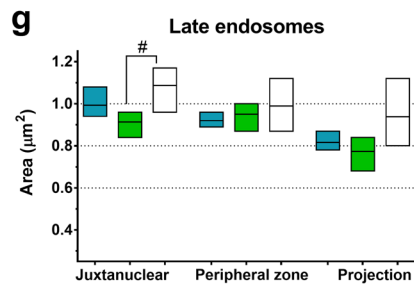 g
Late endosomes
#
Area (μm²)
1.2
1.0
0.8
0.6
0.4
Juxtanuclear Peripheral zone Projection